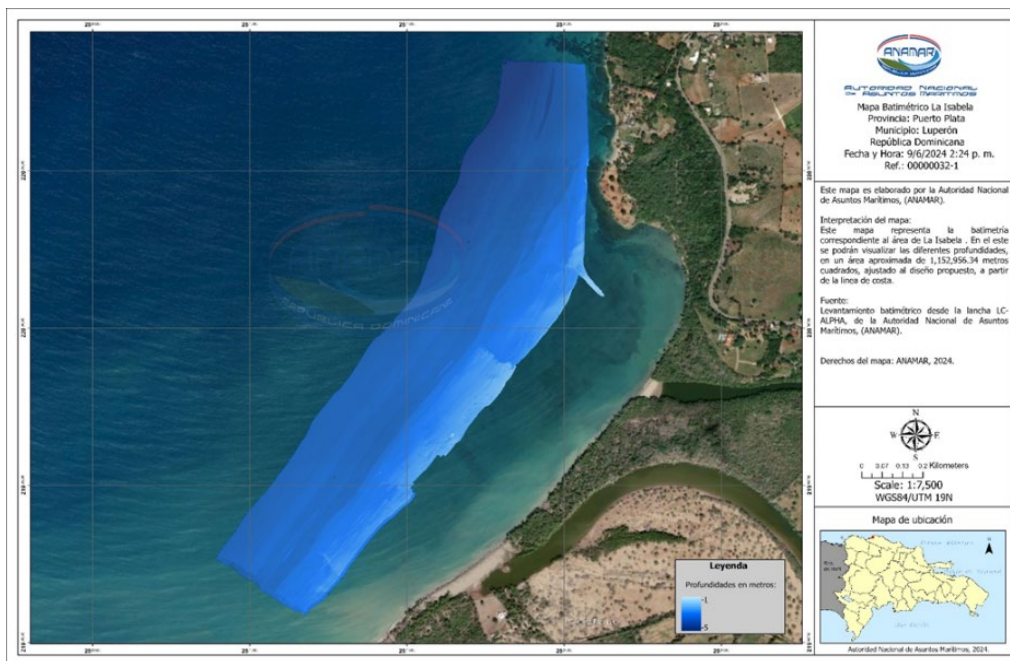 ANAMAR
REPÚBLICA DOMINICANA
AUTORIDAD NACIONAL
DE ASUNTOS MARÍTIMOS
Mapa Batimétrico La Isabela
Provincia: Puerto Plata
Municipio: Luperón
República Dominicana
Fecha y Hora: 9/6/2024 2:24 p. m.
Ref.: 00000032-1
Este mapa es elaborado por la Autoridad Nacional
de Asuntos Marítimos, (ANAMAR).
Interpretación del mapa:
Este mapa representa la batimetría
correspondiente al área de La Isabela . En el este
se podrán visualizar las diferentes profundidades,
en un área aproximada de 1,152,956.34 metros
cuadrados, ajustado al diseño propuesto, a partir
de la linea de costa.
Fuente:
Levantamiento batimétrico desde la lancha LC-
ALPHA, de la Autoridad Nacional de Asuntos
Marítimos, (ANAMAR).
Derechos del mapa: ANAMAR, 2024.
N
W E
S
0 0.07 0.13 0.2 Kilometers
Scale: 1:7,500
WGS84/UTM 19N
Mapa de ubicación
N
Autoridad Nacional de Asuntos Marítimos, 2024.
Leyenda
Profundidades en metros:
-1
-5